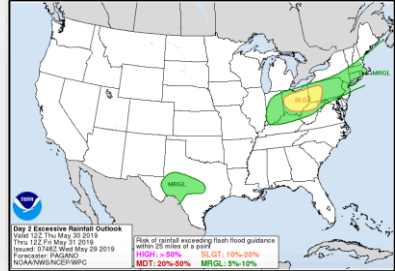 MRGL
SLGT
MRGL
NOAA
Day 2 Excessive Rainfall Outlook
Valid 12Z Thu May 30 2019
Thru 12Z Fri May 31 2019
Issued: 0748Z Wed May 29 2019
Forecaster: PAGANO
NOAA/NWS/NCEP/WPC
Risk of rainfall exceeding flash flood guidance
within 25 miles of a point
HIGH: > 50% SLGT: 10%-20%
MDT: 20%-50% MRGL: 5%-10%